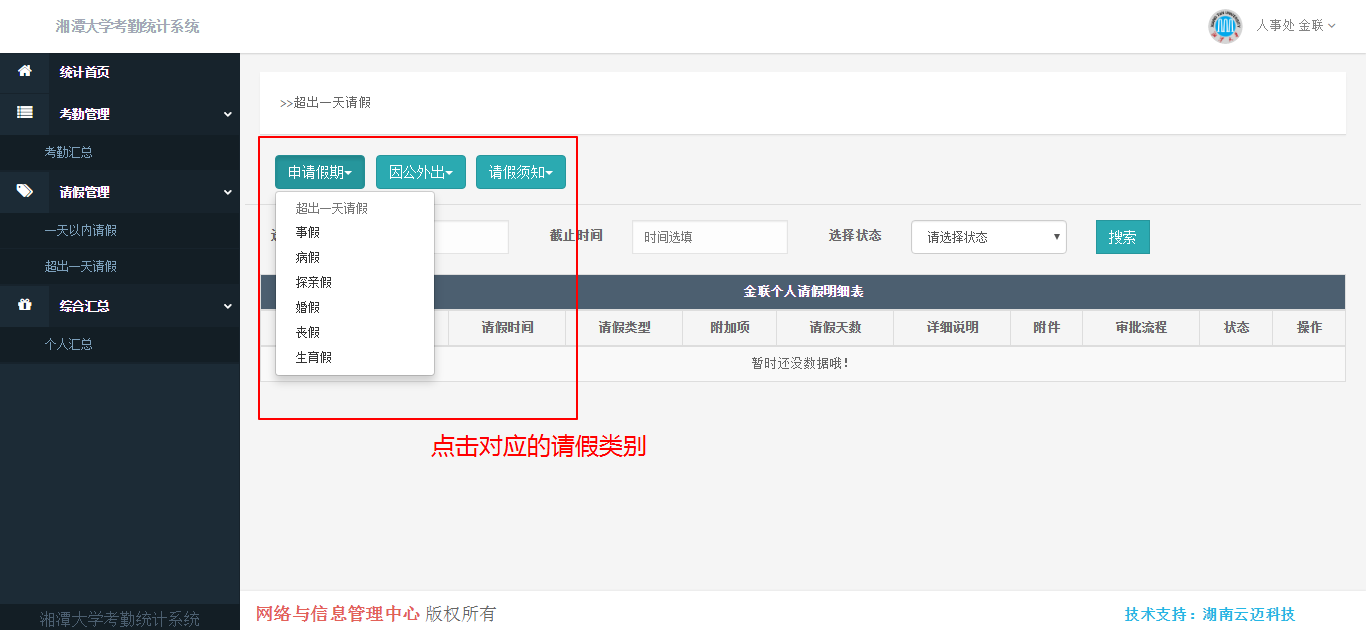 湘潭大学考勤统计系统
人事处 金联
统计首页
考勤管理
考勤汇总
请假管理
一天以内请假
超出一天请假
综合汇总
个人汇总
湘潭大学考勤统计系统
>>超出一天请假
申请假期 因公外出 请假须知
超出一天请假
事假
病假
探亲假
婚假
丧假
生育假
截止时间 时间选填 选择状态 请选择状态 搜索
金联个人请假明细表
请假时间 请假类型 附加项 请假天数 详细说明 附件 审批流程 状态 操作
暂时还没数据哦！
点击对应的请假类别
网络与信息管理中心 版权所有
技术支持：湖南云迈科技